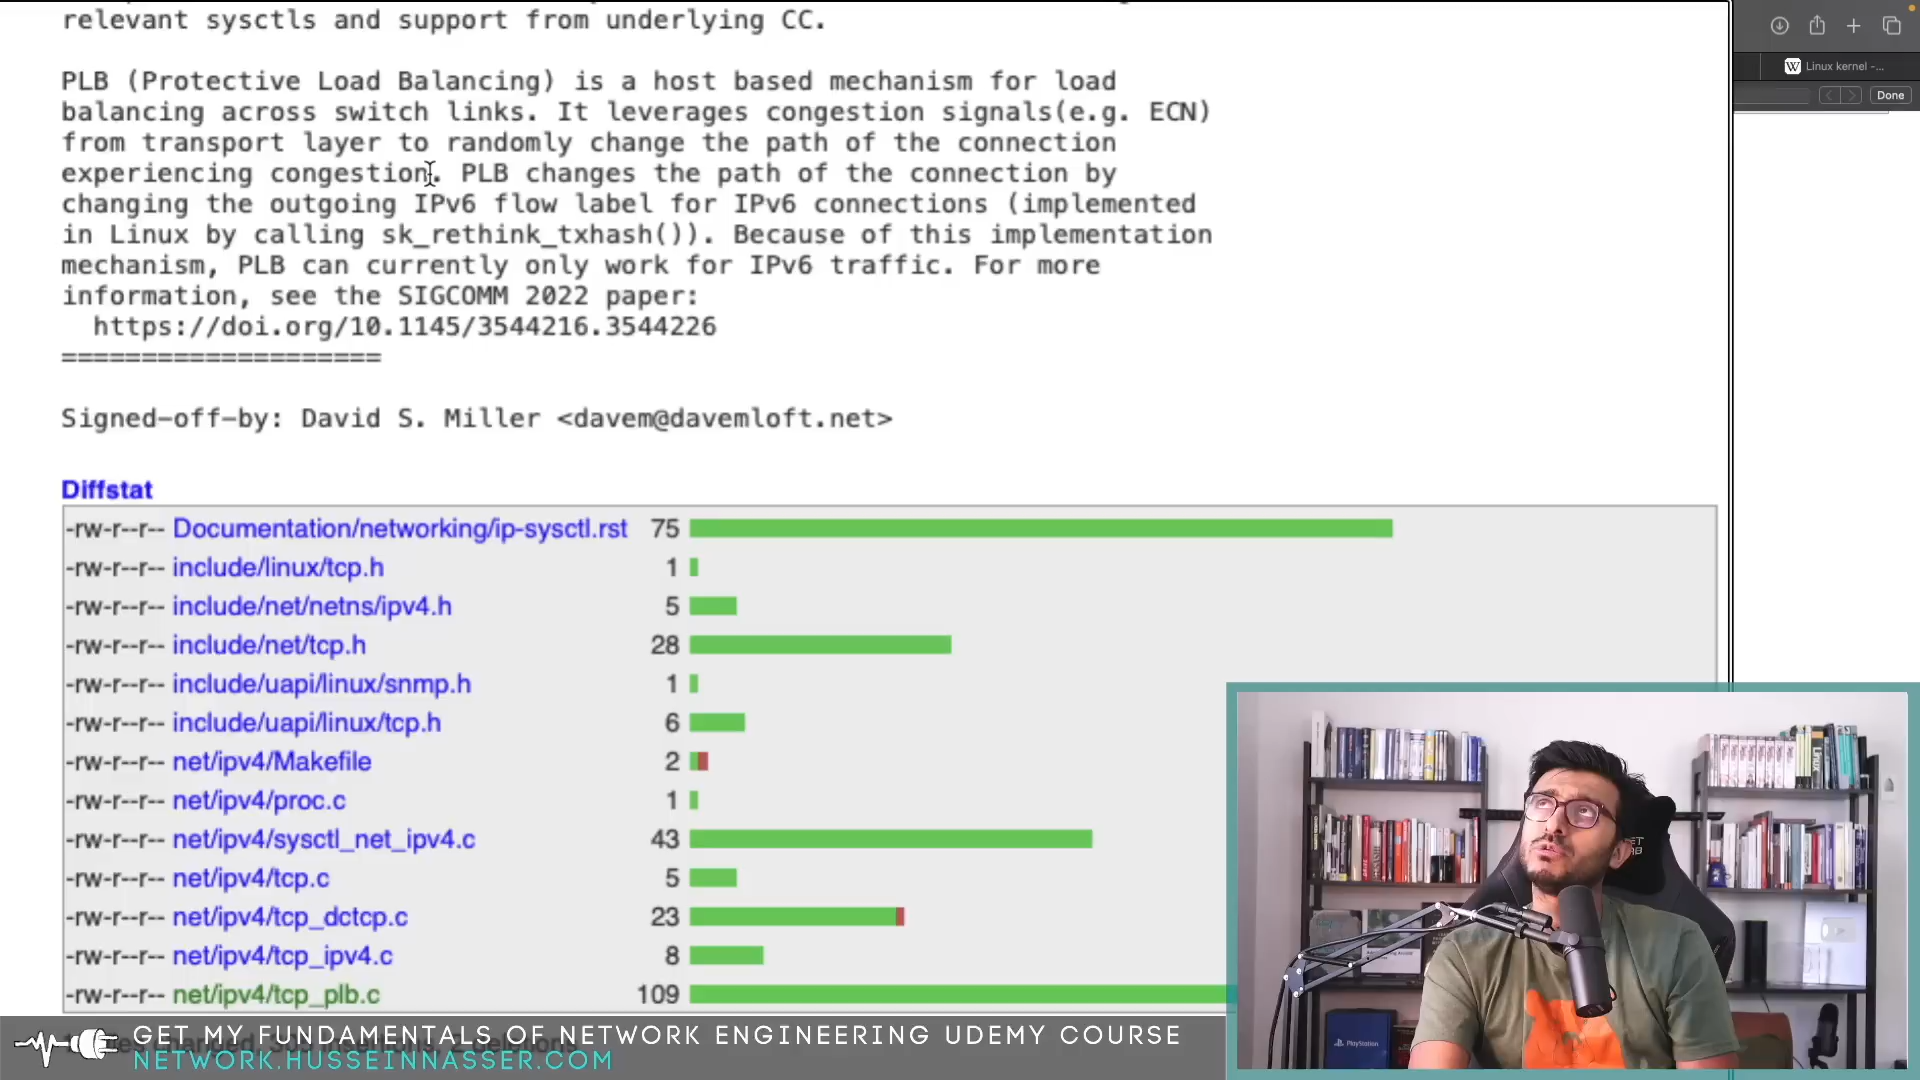 relevant sysctls and support from underlying CC.
PLB (Protective Load Balancing) is a host based mechanism for load
balancing across switch links. It leverages congestion signals(e.g. ECN)
from transport layer to randomly change the path of the connection
experiencing congestion. PLB changes the path of the connection by
changing the outgoing IPv6 flow label for IPv6 connections (implemented
in Linux by calling sk_rethink_txhash()). Because of this implementation
mechanism, PLB can currently only work for IPv6 traffic. For more
information, see the SIGCOMM 2022 paper:
https://doi.org/10.1145/3544216.3544226
====================
Signed-off-by: David S. Miller <davem@davemloft.net>
Diffstat
-rw-r--r-- Documentation/networking/ip-sysctl.rst 75
-rw-r--r-- include/linux/tcp.h 1
-rw-r--r-- include/net/netns/ipv4.h 5
-rw-r--r-- include/net/tcp.h 28
-rw-r--r-- include/uapi/linux/snmp.h 1
-rw-r--r-- include/uapi/linux/tcp.h 6
-rw-r--r-- net/ipv4/Makefile 2
-rw-r--r-- net/ipv4/proc.c 1
-rw-r--r-- net/ipv4/sysctl_net_ipv4.c 43
-rw-r--r-- net/ipv4/tcp.c 5
-rw-r--r-- net/ipv4/tcp_dctcp.c 23
-rw-r--r-- net/ipv4/tcp_ipv4.c 8
-rw-r--r-- net/ipv4/tcp_plb.c 109
W Linux kernel -...
Done
PlayStation
GET MY FUNDAMENTALS OF NETWORK ENGINEERING UDEMY COURSE
NETWORK.HUSSEINNASSER.COM